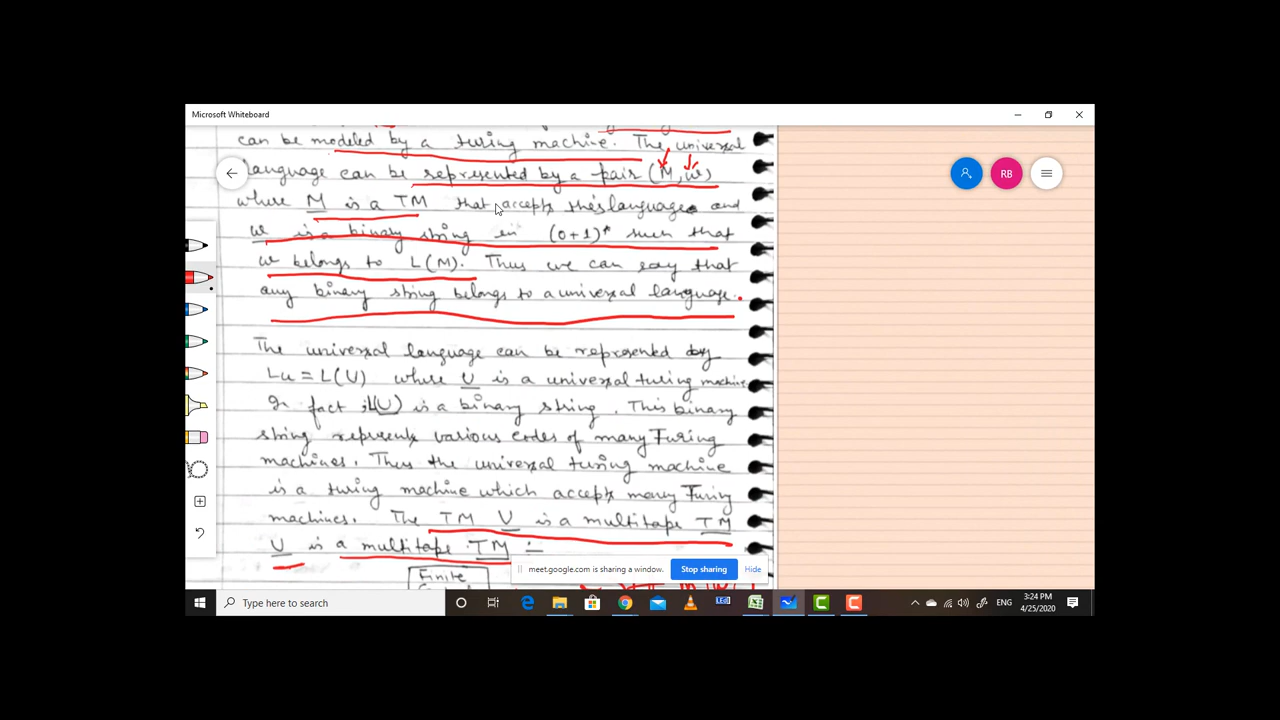 Microsoft Whiteboard
can be modeled by a turing machine. The universal
language can be represented by a pair (M, w)
where M is a TM that accepts this language and
w is a binary string in (0+1)* such that
w belongs to L(M). Thus we can say that
any binary string belongs to a universal language.
The universal language can be represented by
Lu = L(U) where U is a universal turing machine
In fact L(U) is a binary string. This binary
string represents various codes of many Turing
machines. Thus the universal turing machine
is a turing machine which accepts many Turing
machines. The TM U is a multitape TM
U is a multitape TM :-
Finite
RB
meet.google.com is sharing a window.
Stop sharing
Hide
Type here to search
ENG
3:24 PM
4/25/2020